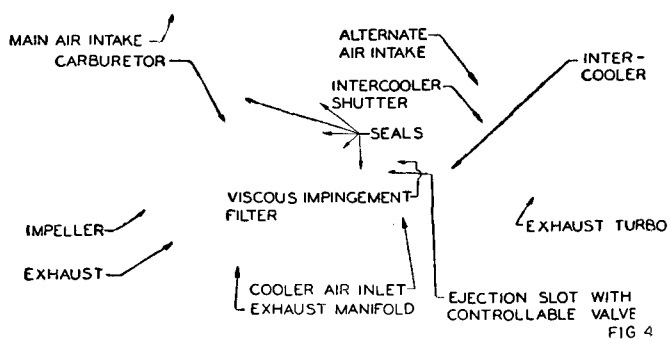 MAIN AIR INTAKE
CARBURETOR
ALTERNATE
AIR INTAKE
INTERCOOLER
SHUTTER
INTER-
COOLER
SEALS
VISCOUS IMPINGEMENT
FILTER
IMPELLER
EXHAUST
EXHAUST TURBO
COOLER AIR INLET
EXHAUST MANIFOLD
EJECTION SLOT WITH
CONTROLLABLE VALVE
FIG 4